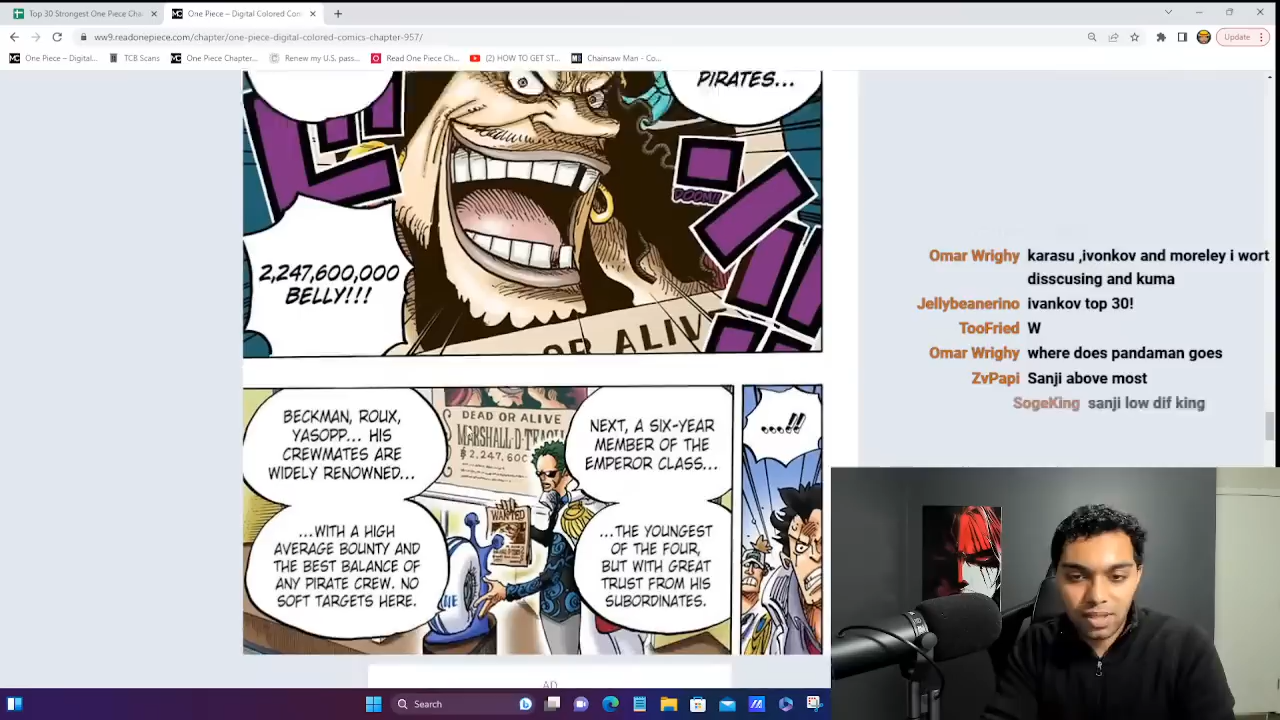 Top 30 Strongest One Piece Cha
One Piece – Digital Colored Con
ww9.readonepiece.com/chapter/one-piece-digital-colored-comics-chapter-957/
Update
One Piece – Digital...
TCB Scans
One Piece Chapter...
Renew my U.S. pass...
Read One Piece Ch...
(2) HOW TO GET ST...
Chainsaw Man - Co...
PIRATES...
DOOM!!
2,247,600,000
BELLY!!!
OR ALIV
BECKMAN, ROUX,
YASOPP... HIS
CREWMATES ARE
WIDELY RENOWNED...
...WITH A HIGH
AVERAGE BOUNTY AND
THE BEST BALANCE OF
ANY PIRATE CREW. NO
SOFT TARGETS HERE.
DEAD OR ALIVE
MARSHALL·D·TEACH
2,247,60
WANTED
NEXT, A SIX-YEAR
MEMBER OF THE
EMPEROR CLASS...
...THE YOUNGEST
OF THE FOUR,
BUT WITH GREAT
TRUST FROM HIS
SUBORDINATES.
...!!
AD
Omar Wrighy karasu ,ivonkov and moreley i wort
disscusing and kuma
Jellybeanerino ivankov top 30!
TooFried W
Omar Wrighy where does pandaman goes
ZvPapi Sanji above most
SogeKing sanji low dif king
Search